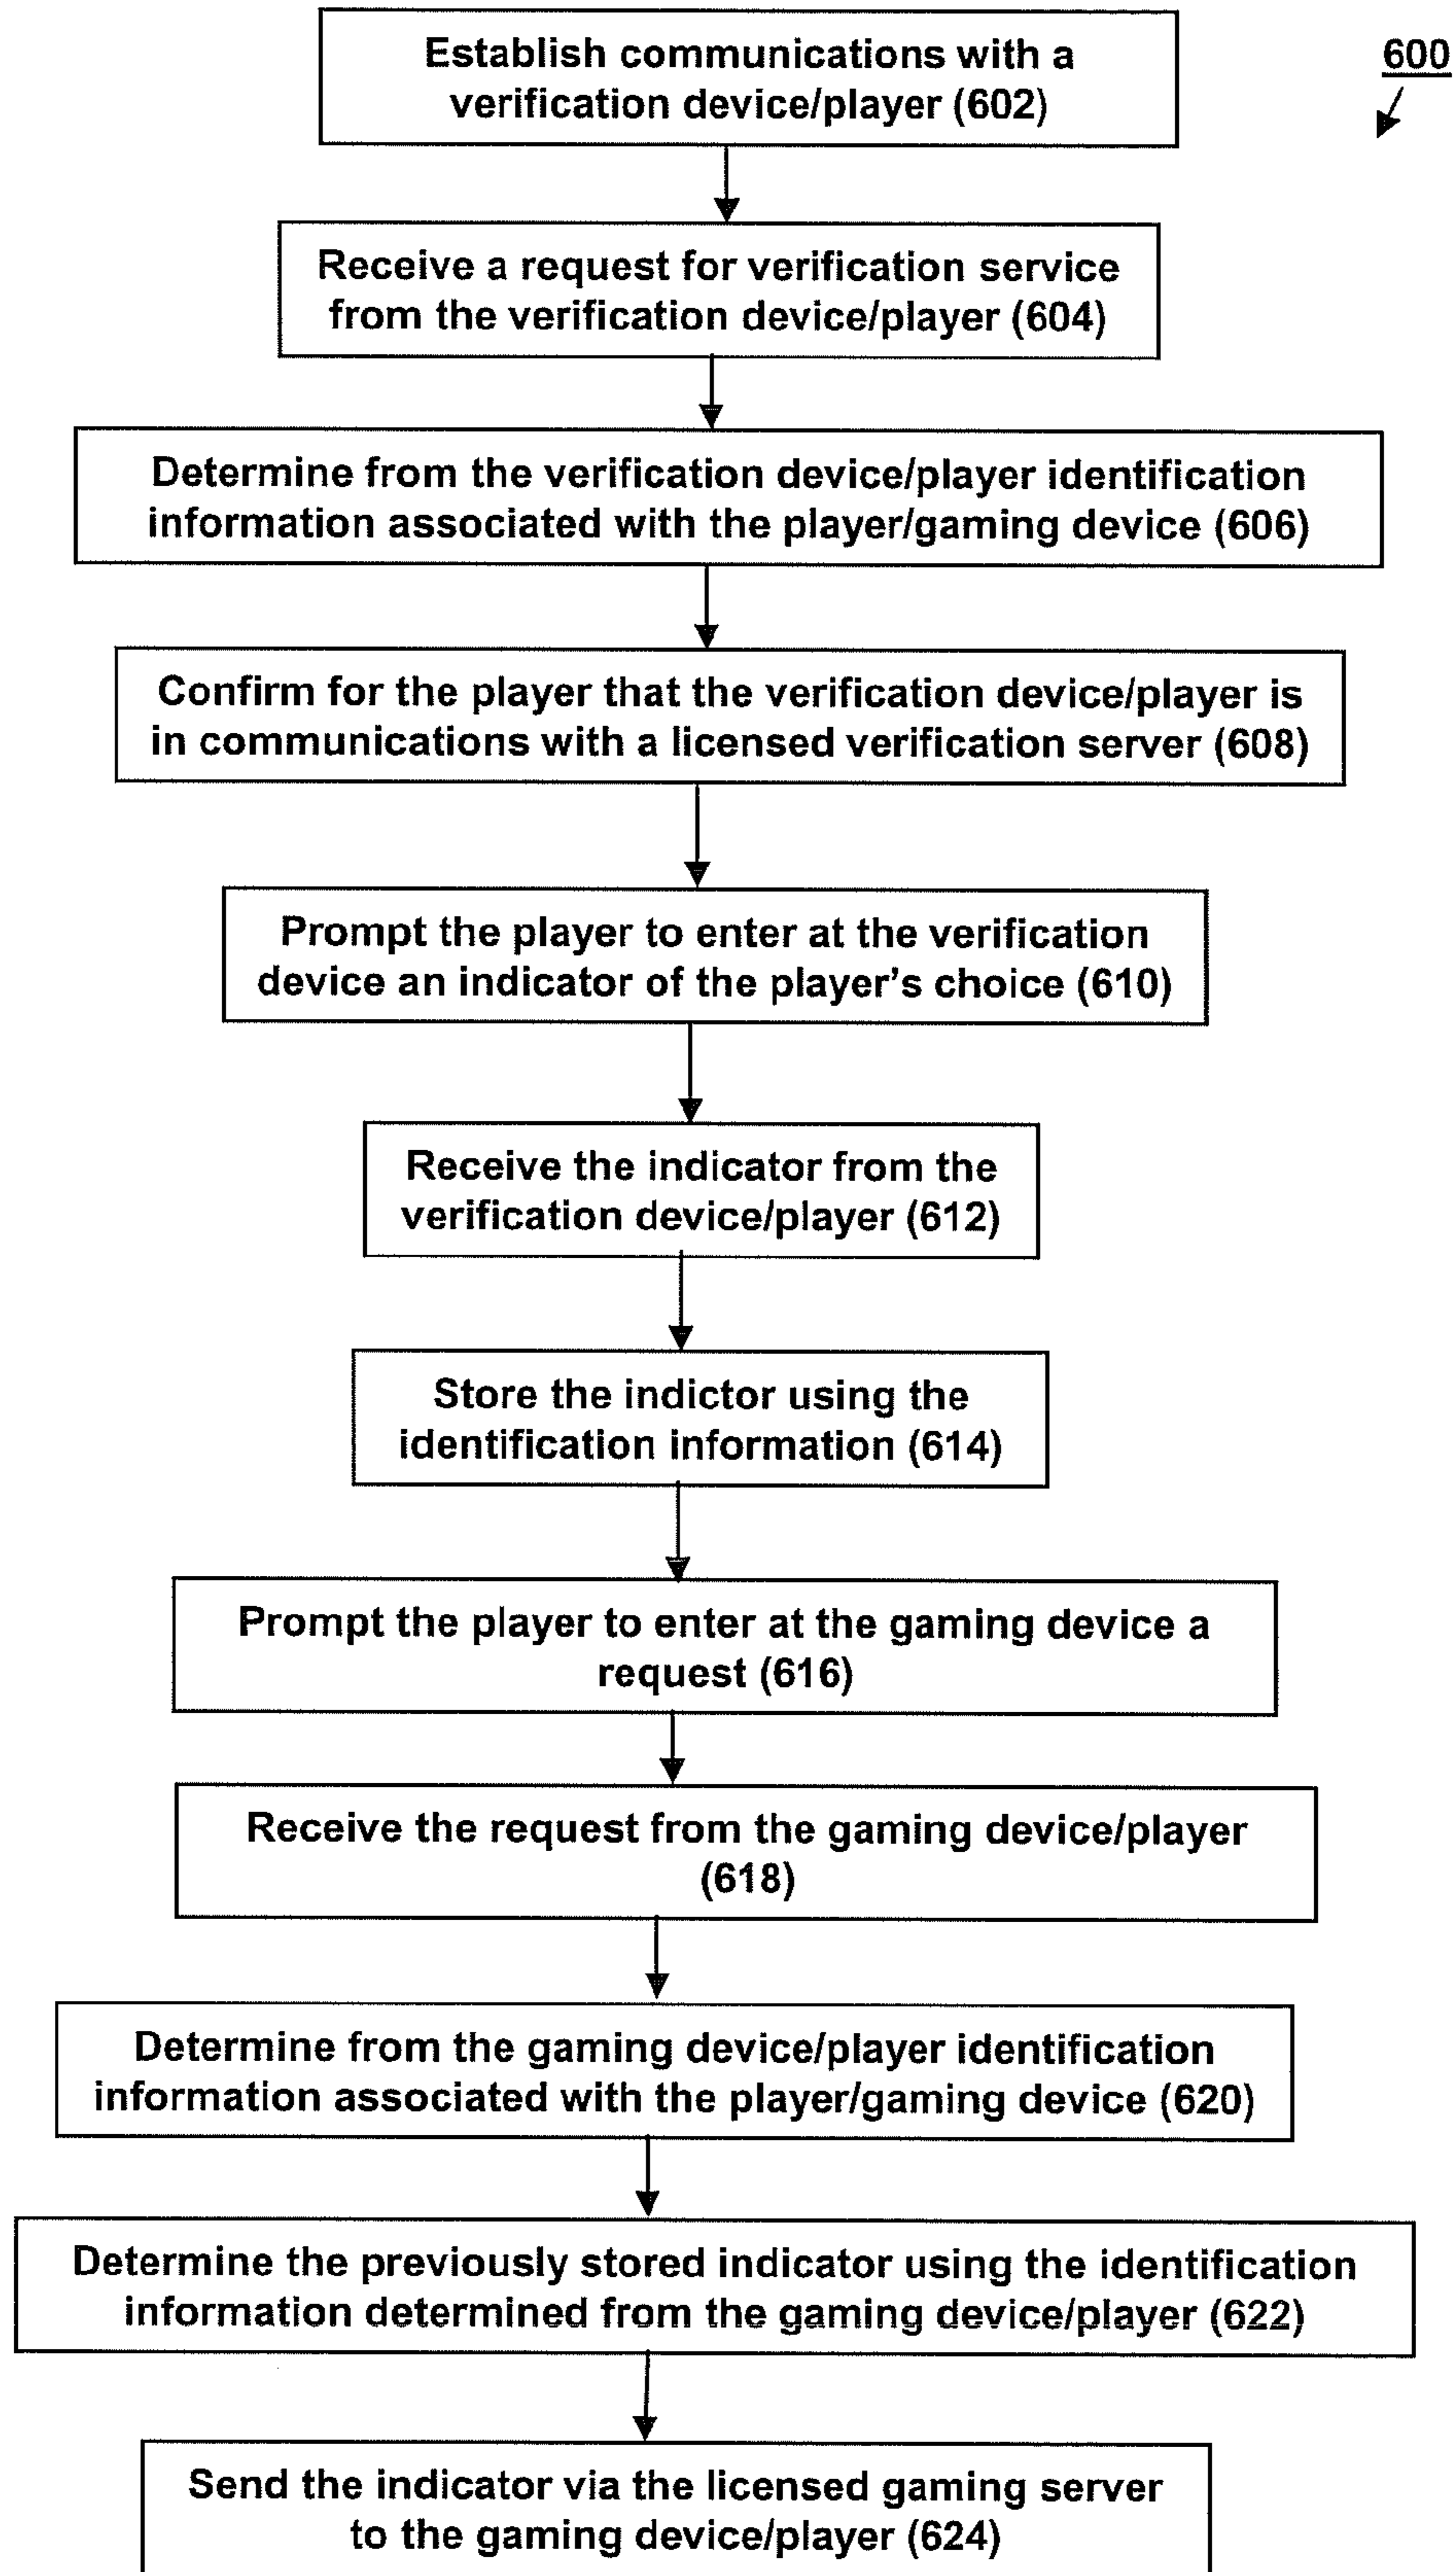 600
Establish communications with a
verification device/player (602)
Receive a request for verification service
from the verification device/player (604)
Determine from the verification device/player identification
information associated with the player/gaming device (606)
Confirm for the player that the verification device/player is
in communications with a licensed verification server (608)
Prompt the player to enter at the verification
device an indicator of the player's choice (610)
Receive the indicator from the
verification device/player (612)
Store the indictor using the
identification information (614)
Prompt the player to enter at the gaming device a
request (616)
Receive the request from the gaming device/player
(618)
Determine from the gaming device/player identification
information associated with the player/gaming device (620)
Determine the previously stored indicator using the identification
information determined from the gaming device/player (622)
Send the indicator via the licensed gaming server
to the gaming device/player (624)